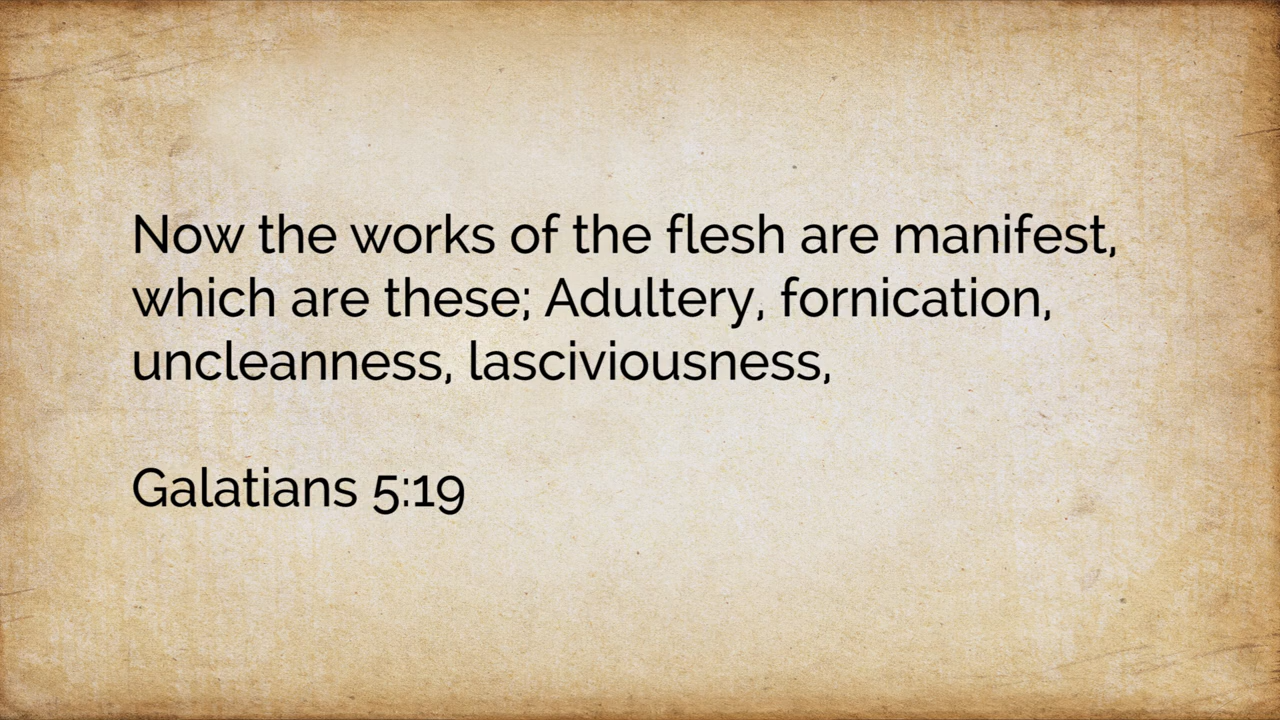 Now the works of the flesh are manifest,
which are these; Adultery, fornication,
uncleanness, lasciviousness,
Galatians 5:19